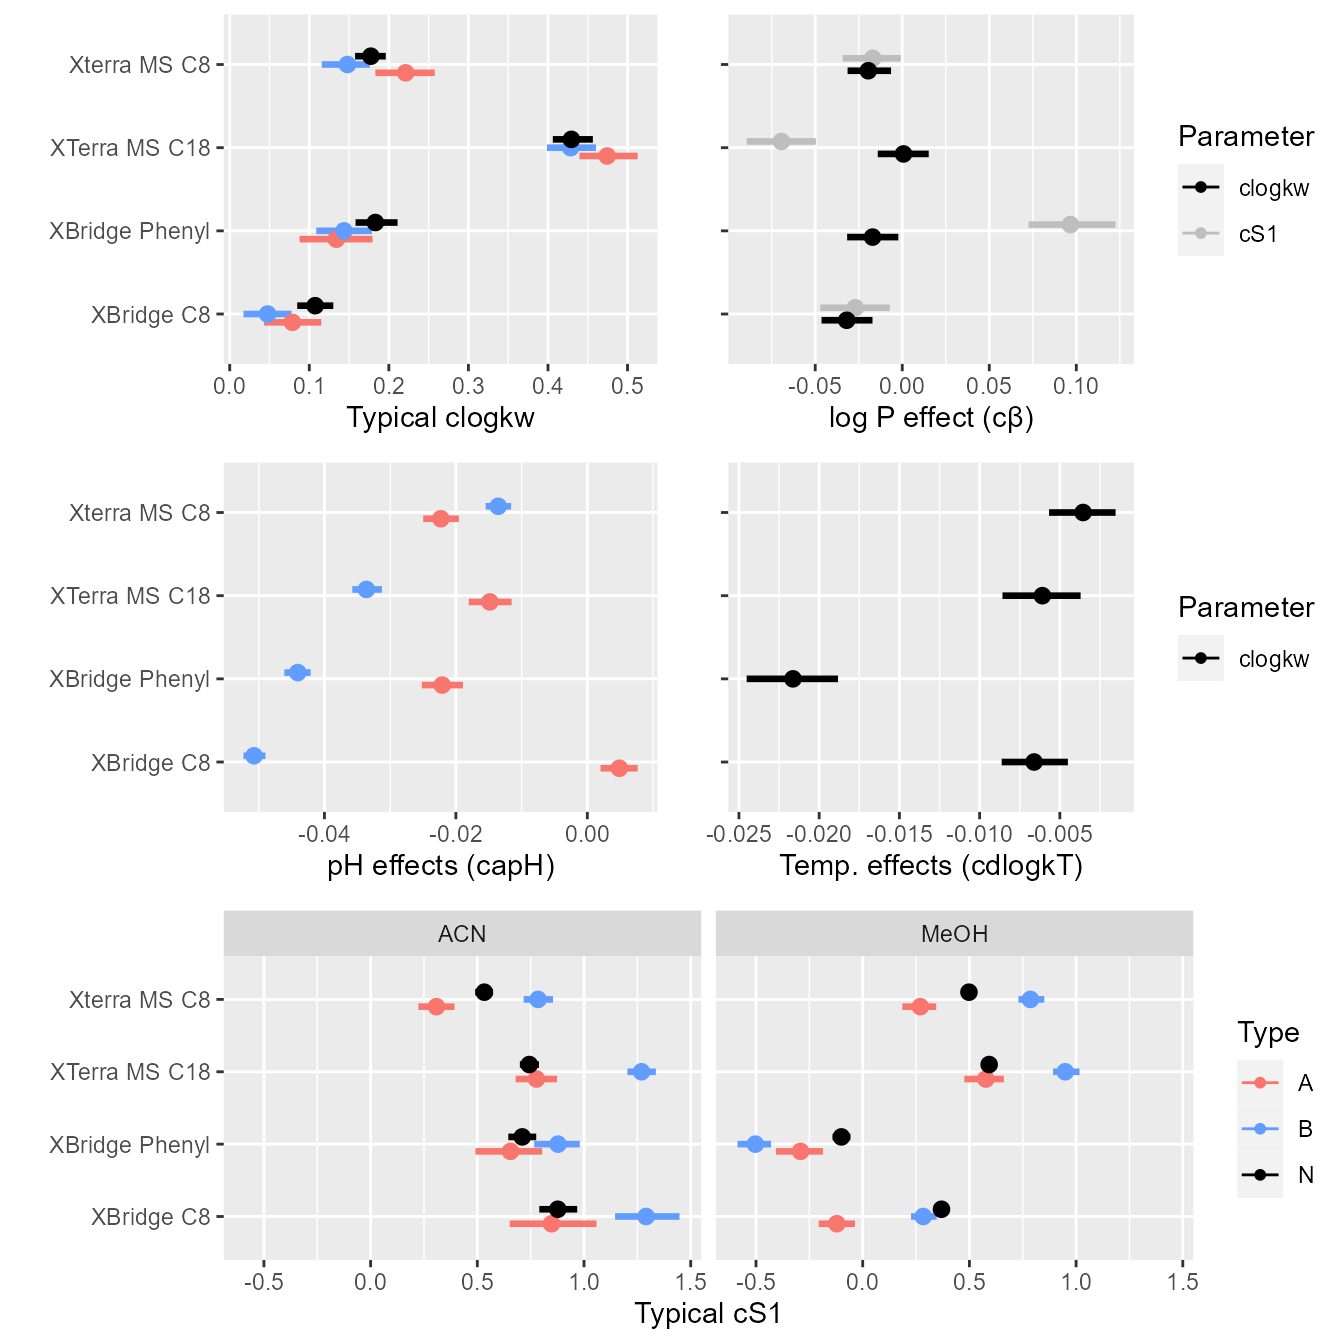 Xterra MS C8
XTerra MS C18
XBridge Phenyl
XBridge C8
0.0 0.1 0.2 0.3 0.4 0.5
Typical clogkw
-0.05 0.00 0.05 0.10
log P effect (cβ)
Parameter
clogkw
cS1
Xterra MS C8
XTerra MS C18
XBridge Phenyl
XBridge C8
-0.04 -0.02 0.00
pH effects (capH)
-0.025 -0.020 -0.015 -0.010 -0.005
Temp. effects (cdlogkT)
Parameter
clogkw
ACN MeOH
Xterra MS C8
XTerra MS C18
XBridge Phenyl
XBridge C8
-0.5 0.0 0.5 1.0 1.5 -0.5 0.0 0.5 1.0 1.5
Typical cS1
Type
A
B
N